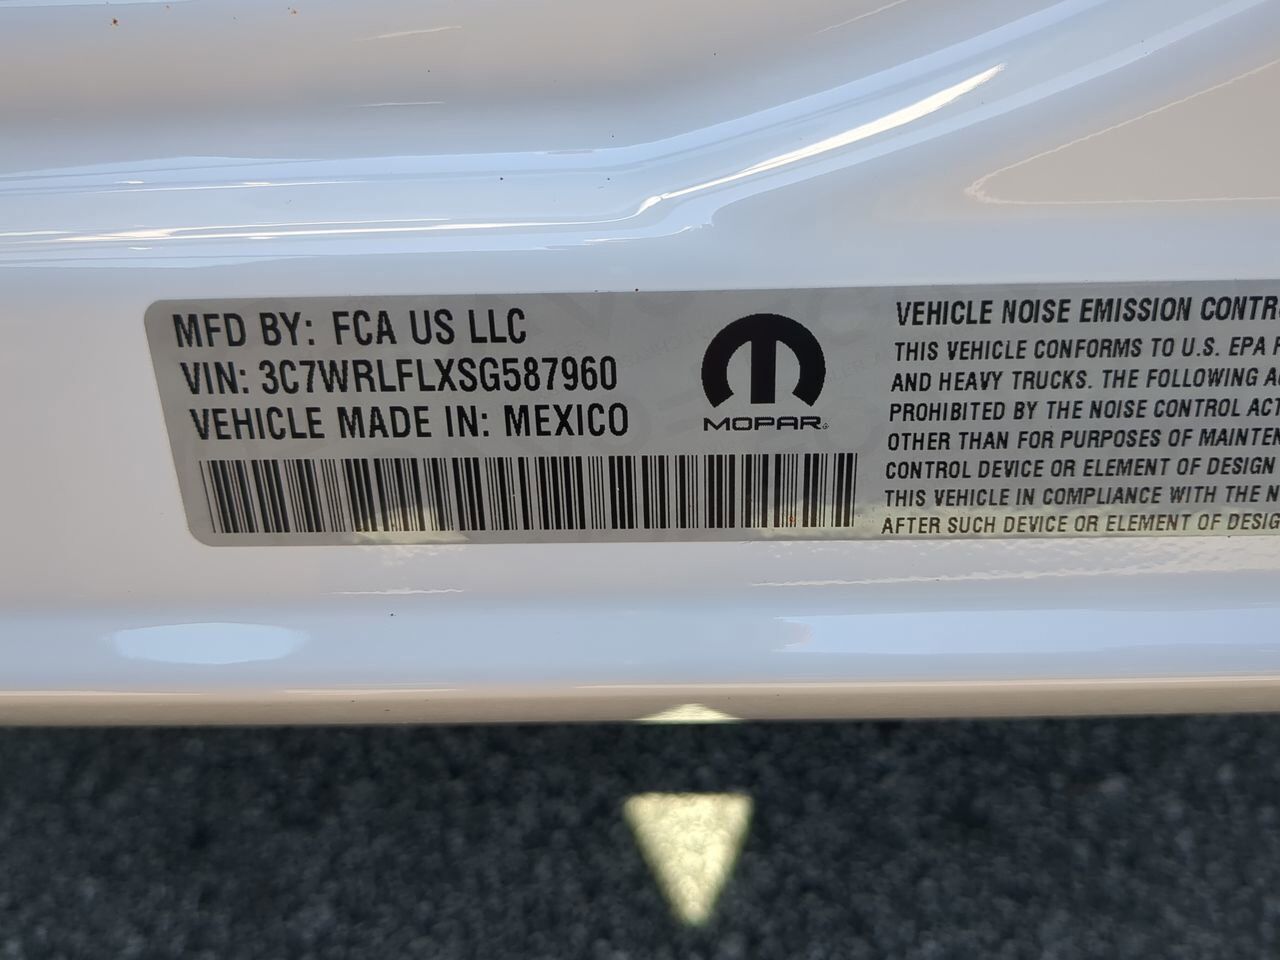 MFD BY: FCA US LLC
VIN: 3C7WRLFLXSG587960
VEHICLE MADE IN: MEXICO
MOPAR
VEHICLE NOISE EMISSION CONTR
THIS VEHICLE CONFORMS TO U.S. EPA
AND HEAVY TRUCKS. THE FOLLOWING
PROHIBITED BY THE NOISE CONTROL ACT
OTHER THAN FOR PURPOSES OF MAINTEN
CONTROL DEVICE OR ELEMENT OF DESIGN
THIS VEHICLE IN COMPLIANCE WITH THE
AFTER SUCH DEVICE OR ELEMENT OF DESIG